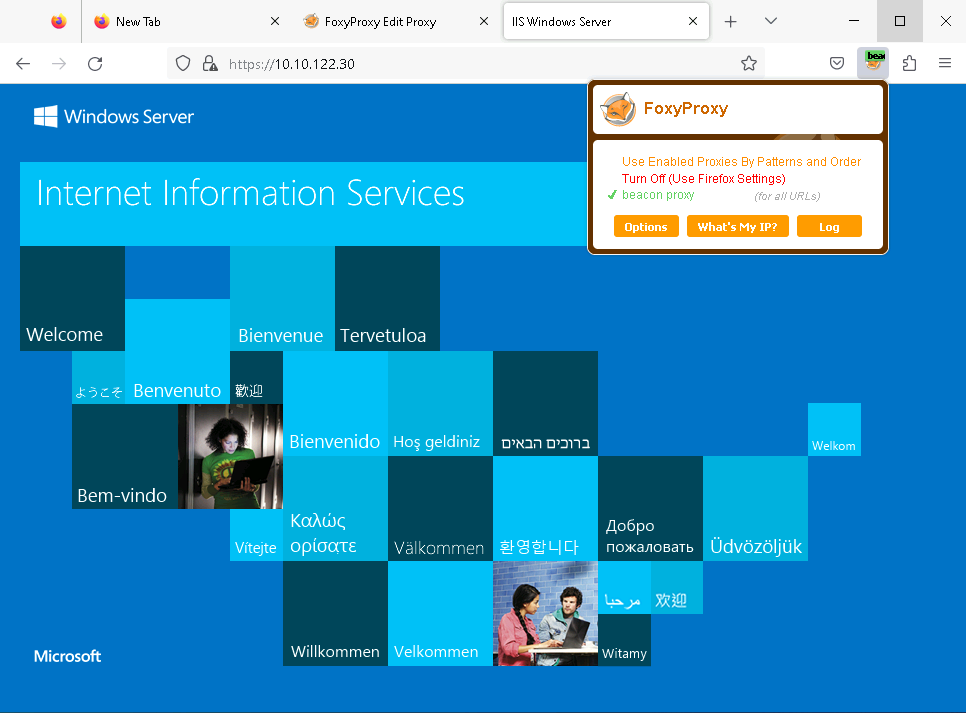 New Tab
FoxyProxy Edit Proxy
IIS Windows Server
https://10.10.122.30
beac
FoxyProxy
Use Enabled Proxies By Patterns and Order
Turn Off (Use Firefox Settings)
beacon proxy (for all URLs)
Options What's My IP? Log
Windows Server
Internet Information Services
Welcome
Bienvenue
Tervetuloa
ようこそ
Benvenuto
歡迎
Bienvenido
Hoş geldiniz
ברוכים הבאים
Welkom
Bem-vindo
Vítejte
Καλώς
ορίσατε
Välkommen
환영합니다
Добро
пожаловать
Üdvözöljük
Willkommen
Velkommen
مرحبا
欢迎
Witamy
Microsoft